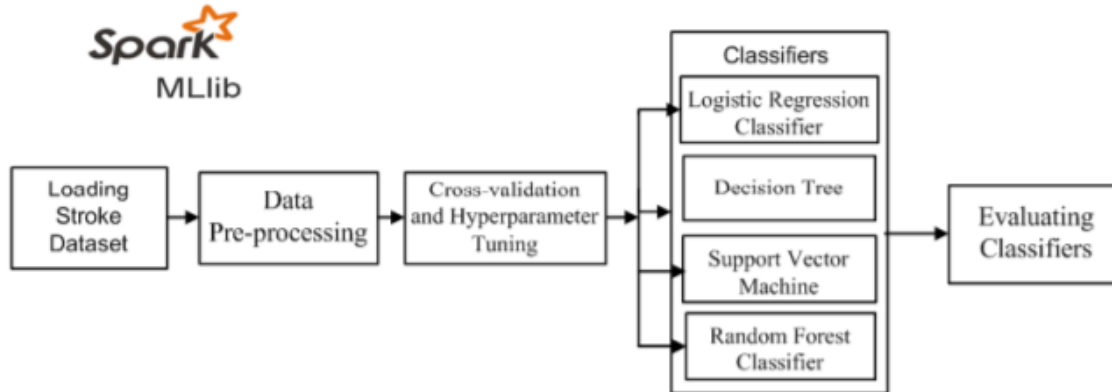 Spark
MLlib
Loading
Stroke
Dataset
Data
Pre-processing
Cross-validation
and Hyperparameter
Tuning
Classifiers
Logistic Regression
Classifier
Decision Tree
Support Vector
Machine
Random Forest
Classifier
Evaluating
Classifiers